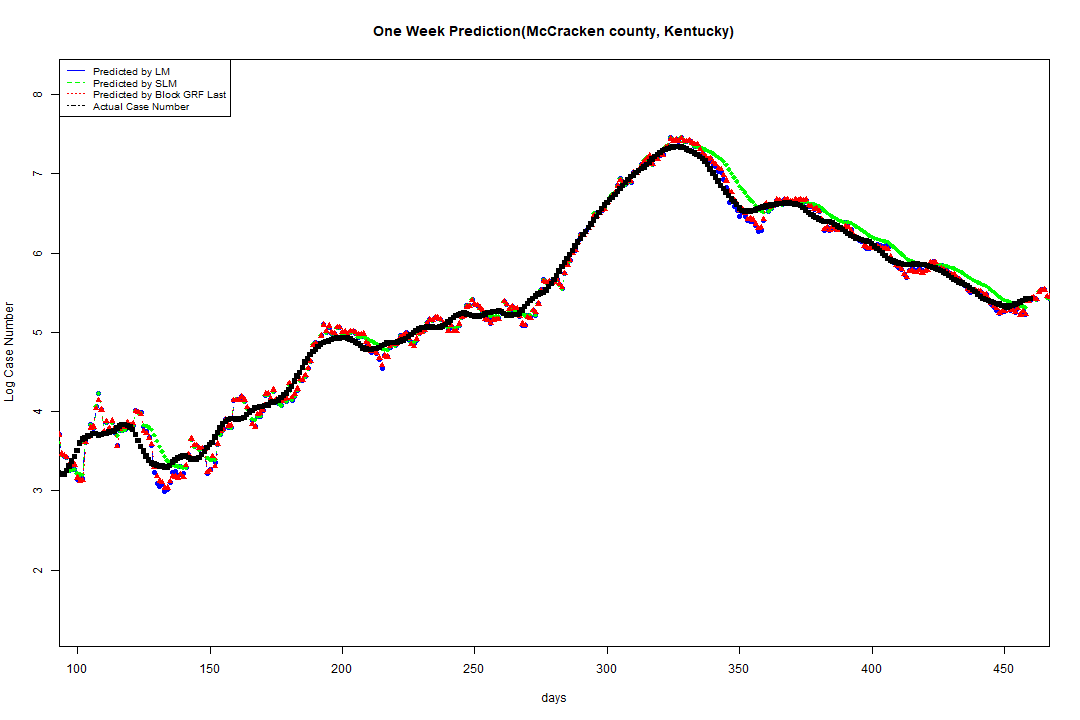 One Week Prediction(McCracken county, Kentucky)
Predicted by LM
Predicted by SLM
Predicted by Block GRF Last
Actual Case Number
Log Case Number
8
7
6
5
4
3
2
100 150 200 250 300 350 400 450
days